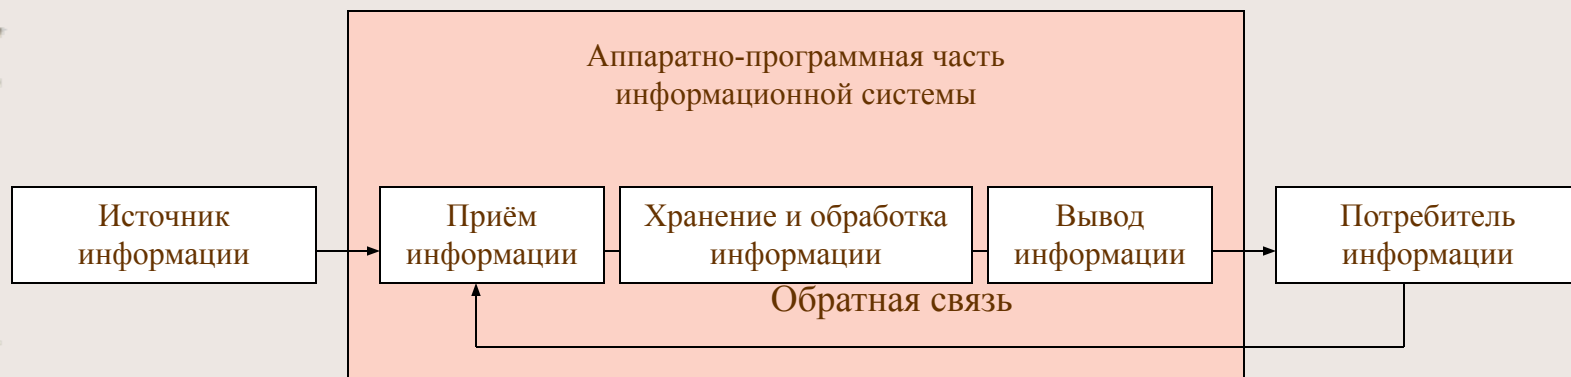 Аппаратно-программная часть
информационной системы
Источник
информации
Приём
информации
Хранение и обработка
информации
Вывод
информации
Потребитель
информации
Обратная связь